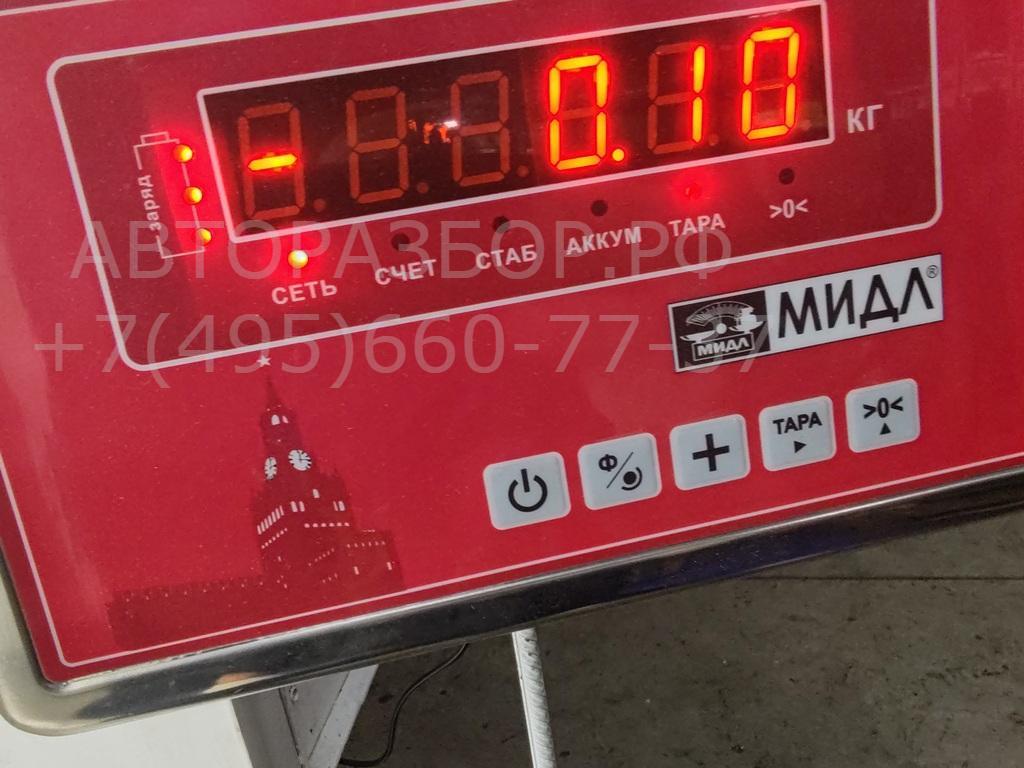 - 0.10
КГ
заряд
СЕТЬ
СЧЕТ
СТАБ
АККУМ
ТАРА
>0<
АВТОРАЗБОР.РФ
МИДЛ®
МИДЛ
Ф
ТАРА
>0<